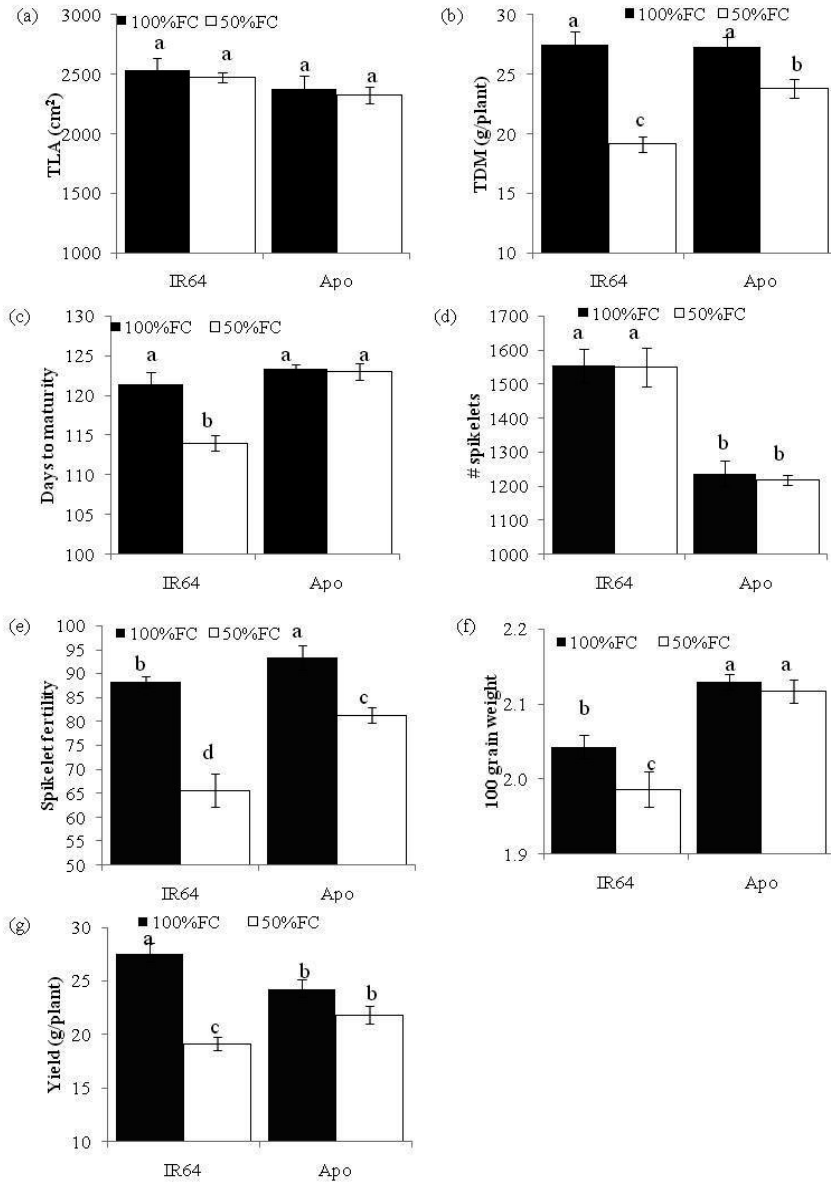 (a)
3000
2500
2000
1500
1000
TLA (cm²)
100%FC 50%FC
a
a
a
a
IR64 Apo
(b)
30
25
20
15
10
TDM (g/plant)
100%FC 50%FC
a
c
a
b
IR64 Apo
(c)
130
125
120
115
110
105
100
Days to maturity
100%FC 50%FC
a
b
a
a
IR64 Apo
(d)
1700
1600
1500
1400
1300
1200
1100
1000
# spikelets
100%FC 50%FC
a
a
b
b
IR64 Apo
(e)
100
95
90
85
80
75
70
65
60
55
50
Spikelet fertility
100%FC 50%FC
b
d
a
c
IR64 Apo
(f)
2.2
2.1
2.0
1.9
100 grain weight
100%FC 50%FC
b
c
a
a
IR64 Apo
(g)
30
25
20
15
10
Yield (g/plant)
100%FC 50%FC
a
c
b
b
IR64 Apo